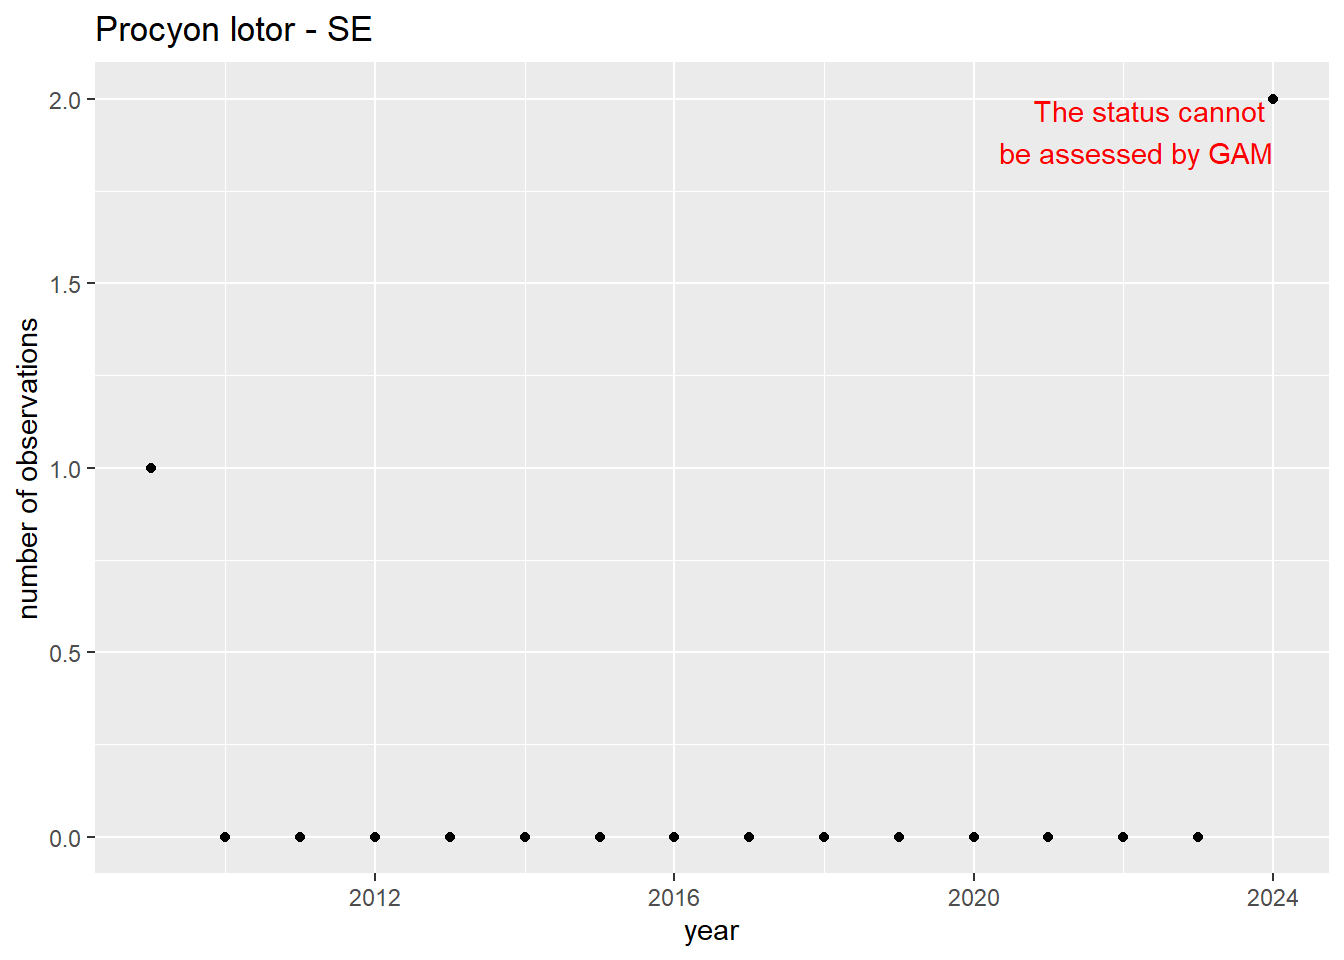 Procyon lotor - SE
The status cannot
be assessed by GAM
2.0
1.5
1.0
0.5
0.0
number of observations
2012
2016
2020
2024
year